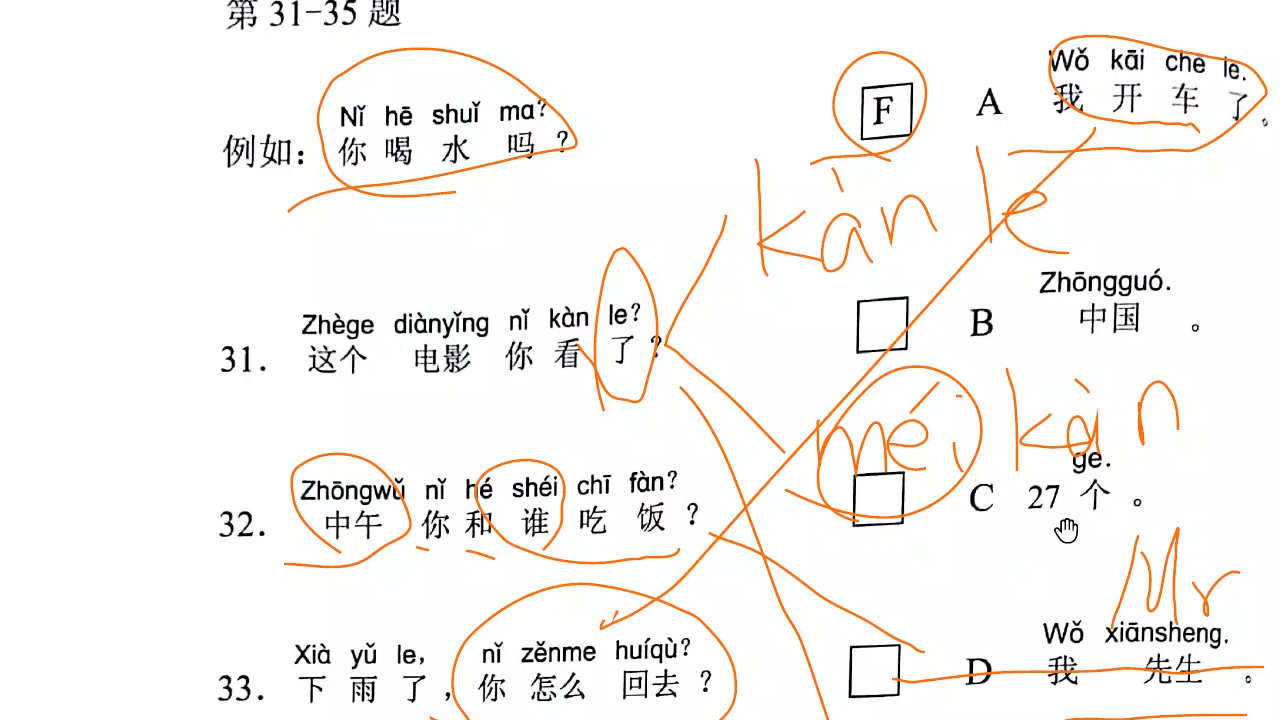 第 31-35 题
Nǐ hē shuǐ ma?
例如: 你 喝 水 吗 ?
F
Wǒ kāi chē le.
A 我 开 车 了 。
kàn le
Zhège diànyǐng nǐ kàn le?
31. 这个 电影 你 看 了 ?
Zhōngguó.
B 中国 。
méi kàn
Zhōngwǔ nǐ hé shéi chī fàn?
32. 中午 你 和 谁 吃 饭 ?
ge.
C 27 个 。
Mr
Xià yǔ le, nǐ zěnme huíqù?
33. 下 雨 了 , 你 怎么 回去 ?
Wǒ xiānsheng.
D 我 先生 。